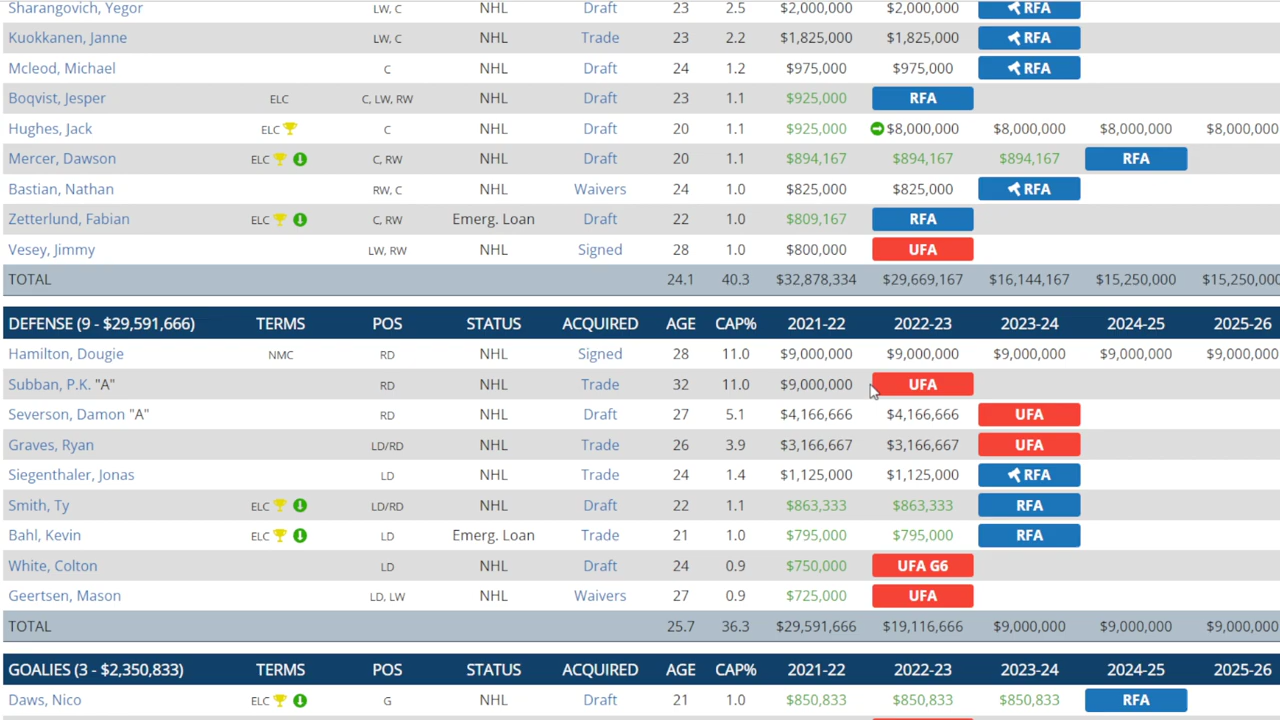 Sharangovich, Yegor LW, C NHL Draft 23 2.5 $2,000,000 $2,000,000 RFA
Kuokkanen, Janne LW, C NHL Trade 23 2.2 $1,825,000 $1,825,000 RFA
Mcleod, Michael C NHL Draft 24 1.2 $975,000 $975,000 RFA
Boqvist, Jesper ELC C, LW, RW NHL Draft 23 1.1 $925,000 RFA
Hughes, Jack ELC C NHL Draft 20 1.1 $925,000 $8,000,000 $8,000,000 $8,000,000 $8,000,000
Mercer, Dawson ELC C, RW NHL Draft 20 1.1 $894,167 $894,167 $894,167 RFA
Bastian, Nathan RW, C NHL Waivers 24 1.0 $825,000 $825,000 RFA
Zetterlund, Fabian ELC C, RW Emerg. Loan Draft 22 1.0 $809,167 RFA
Vesey, Jimmy LW, RW NHL Signed 28 1.0 $800,000 UFA
TOTAL 24.1 40.3 $32,878,334 $29,669,167 $16,144,167 $15,250,000 $15,250,000
DEFENSE (9 - $29,591,666) TERMS POS STATUS ACQUIRED AGE CAP% 2021-22 2022-23 2023-24 2024-25 2025-26
Hamilton, Dougie NMC RD NHL Signed 28 11.0 $9,000,000 $9,000,000 $9,000,000 $9,000,000 $9,000,000
Subban, P.K. "A" RD NHL Trade 32 11.0 $9,000,000 UFA
Severson, Damon "A" RD NHL Draft 27 5.1 $4,166,666 $4,166,666 UFA
Graves, Ryan LD/RD NHL Trade 26 3.9 $3,166,667 $3,166,667 UFA
Siegenthaler, Jonas LD NHL Trade 24 1.4 $1,125,000 $1,125,000 RFA
Smith, Ty ELC LD/RD NHL Draft 22 1.1 $863,333 $863,333 RFA
Bahl, Kevin ELC LD Emerg. Loan Trade 21 1.0 $795,000 $795,000 RFA
White, Colton LD NHL Draft 24 0.9 $750,000 UFA G6
Geertsen, Mason LD, LW NHL Waivers 27 0.9 $725,000 UFA
TOTAL 25.7 36.3 $29,591,666 $19,116,666 $9,000,000 $9,000,000 $9,000,000
GOALIES (3 - $2,350,833) TERMS POS STATUS ACQUIRED AGE CAP% 2021-22 2022-23 2023-24 2024-25 2025-26
Daws, Nico ELC G NHL Draft 21 1.0 $850,833 $850,833 $850,833 RFA